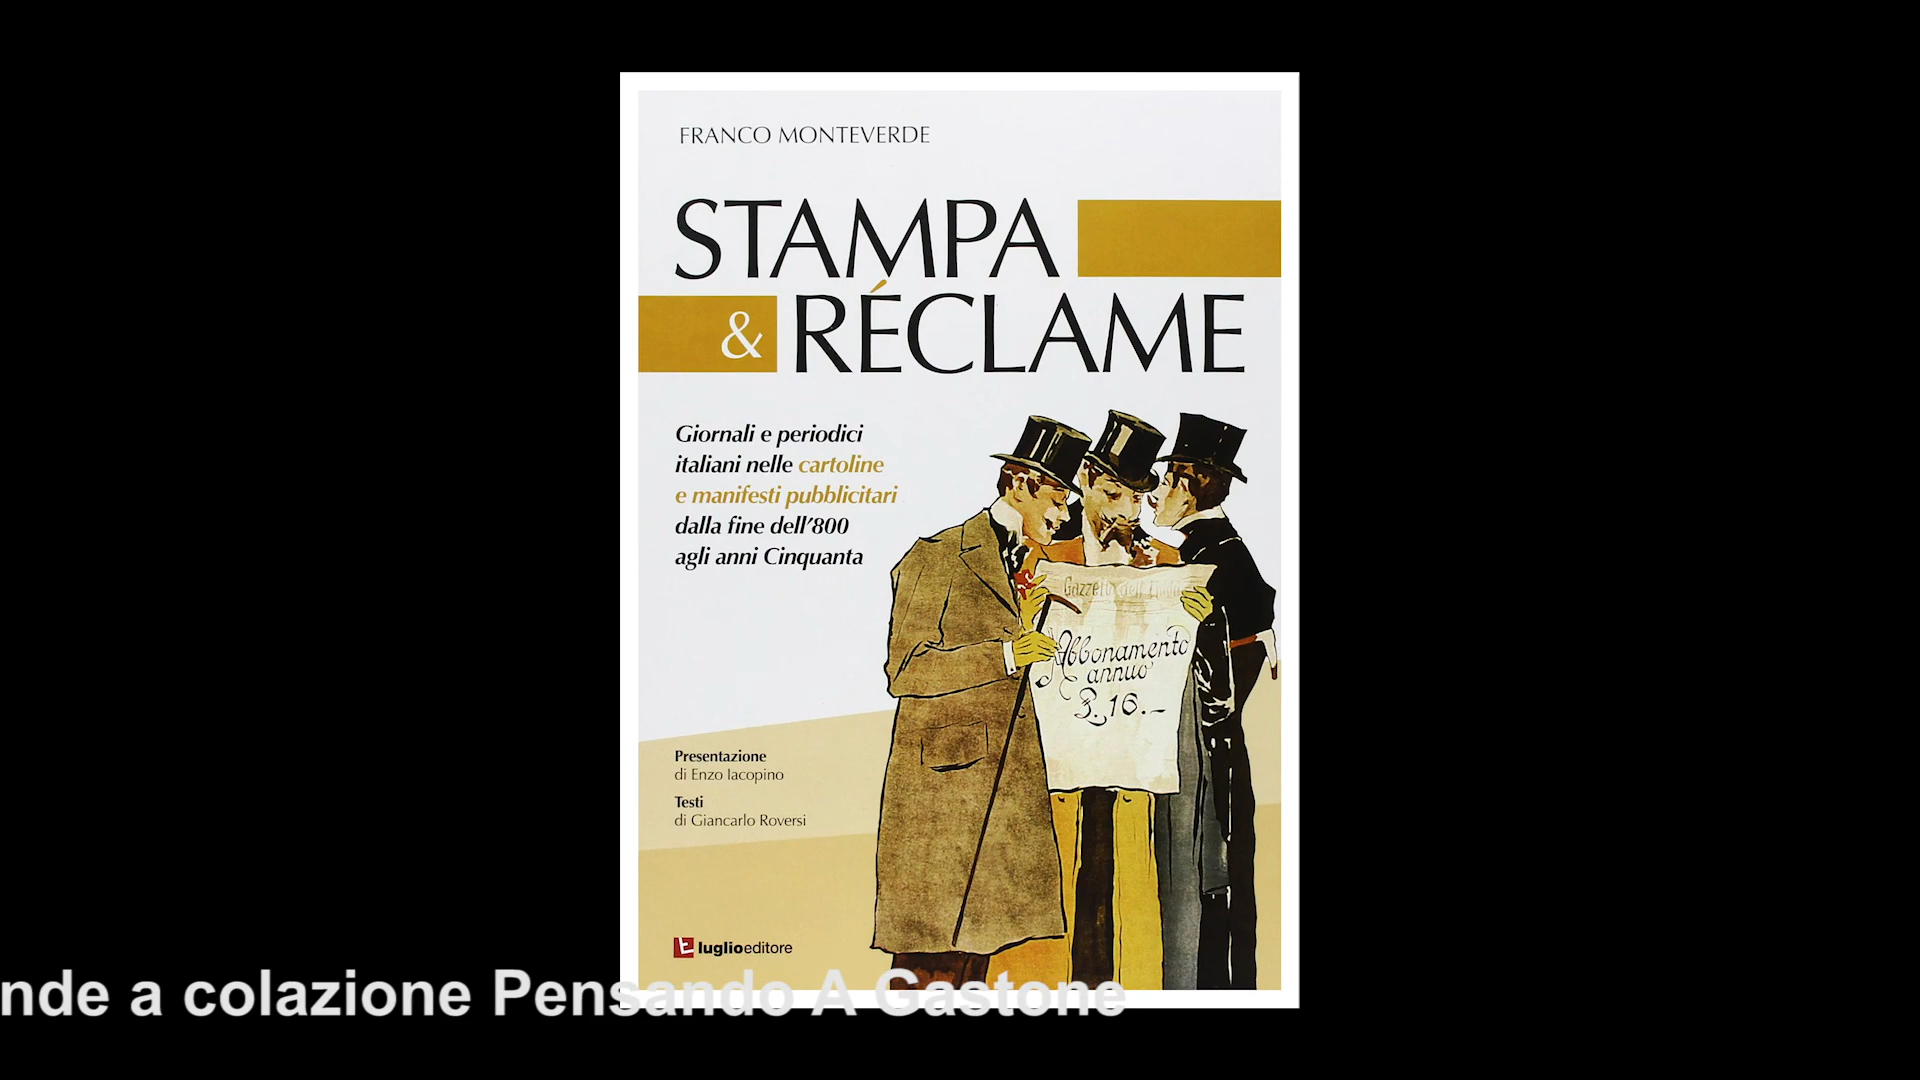 FRANCO MONTEVERDE
STAMPA
& RÉCLAME
Giornali e periodici
italiani nelle cartoline
e manifesti pubblicitari
dalla fine dell'800
agli anni Cinquanta
Abbonamento
annuo
16.-
Presentazione
di Enzo Iacopino
Testi
di Giancarlo Roversi
luglioeditore
nde a colazione Pensando A Gastone